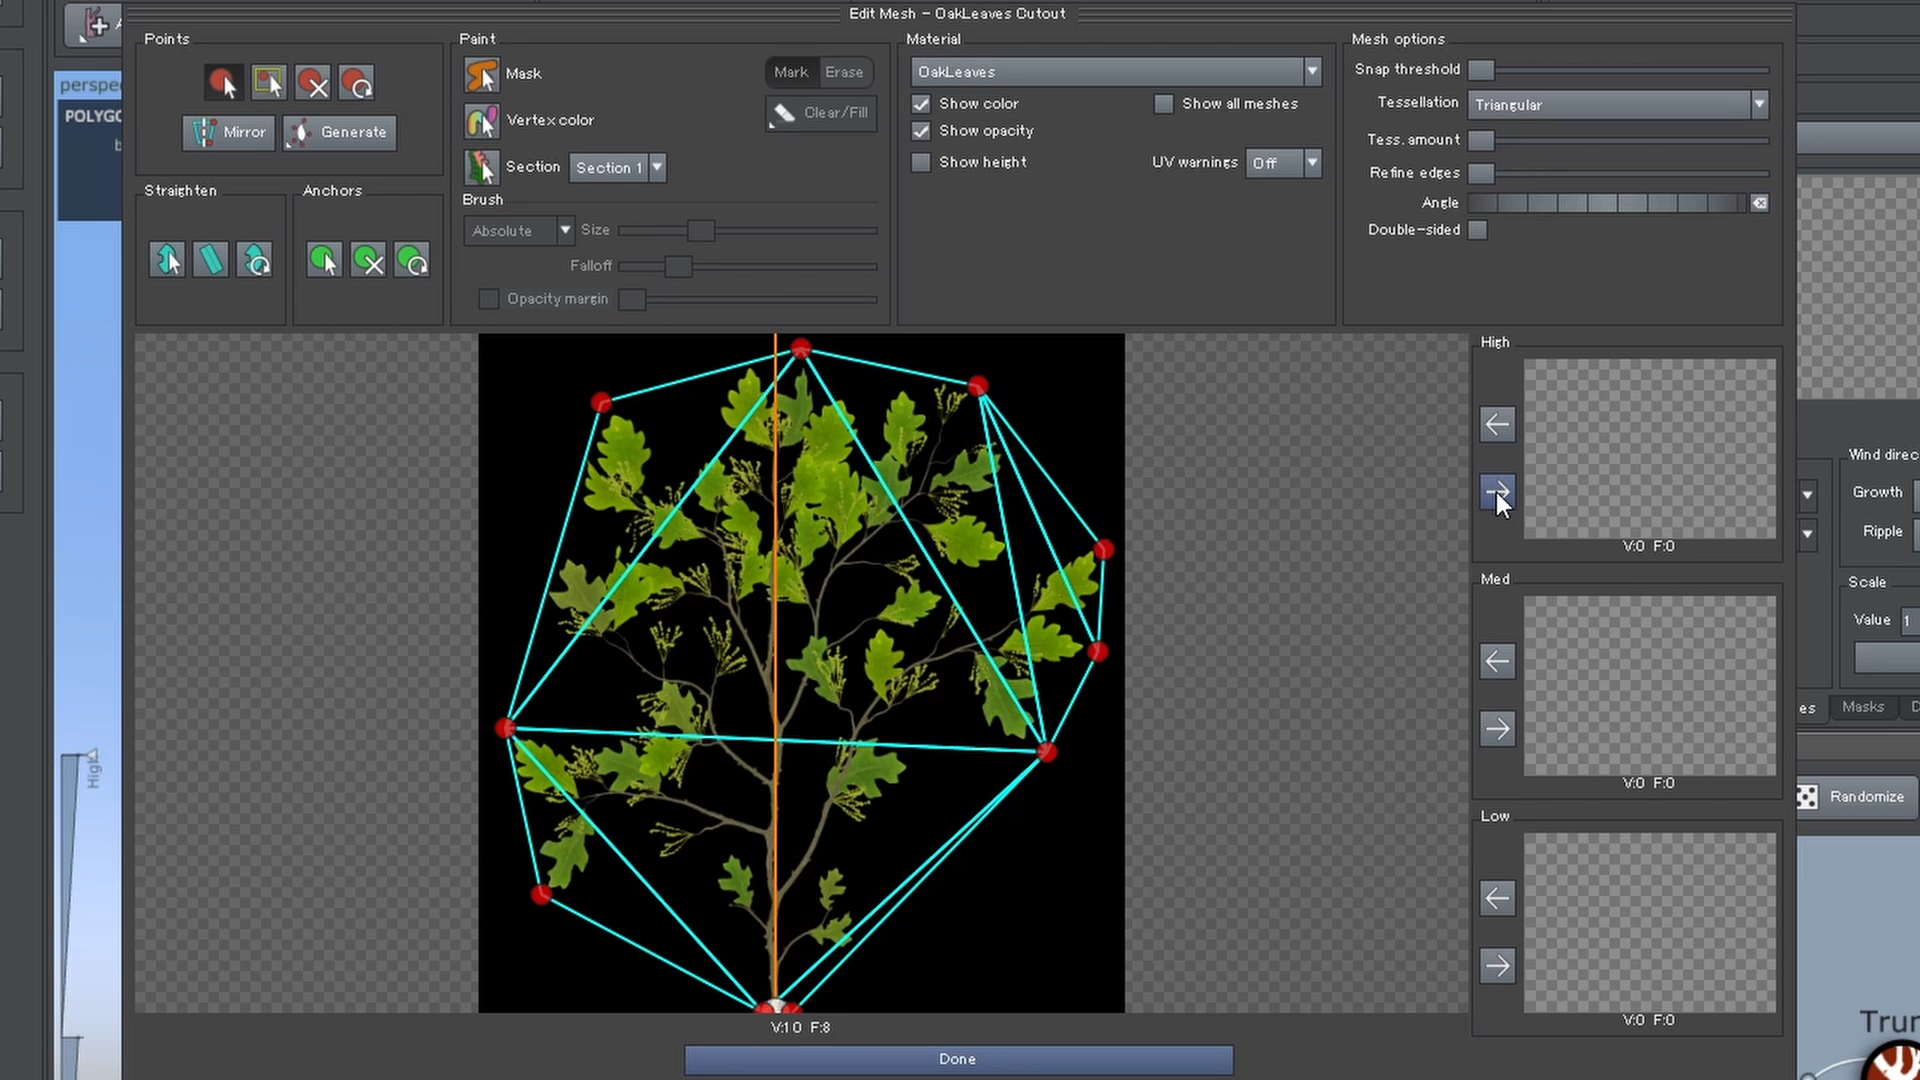 Edit Mesh - OakLeaves Cutout
Points
Mirror
Generate
Straighten
Anchors
Paint
Mask
Mark
Erase
Vertex color
Clear/Fill
Section
Section 1
Brush
Absolute
Size
Falloff
Opacity margin
Material
OakLeaves
Show color
Show all meshes
Show opacity
Show height
UV warnings
Off
Mesh options
Snap threshold
Tessellation
Triangular
Tess. amount
Refine edges
Angle
Double-sided
High
V:0 F:0
Med
V:0 F:0
Low
V:0 F:0
V:10 F:8
Done
perspe
POLYGO
High
Wind direc
Growth
Ripple
Scale
Value
1
es
Masks
Randomize
Trun